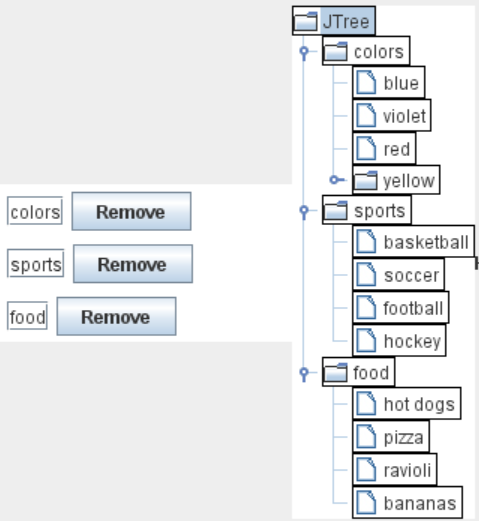 JTree
colors
blue
violet
red
yellow
sports
basketball
soccer
football
hockey
food
hot dogs
pizza
ravioli
bananas
colors Remove
sports Remove
food Remove